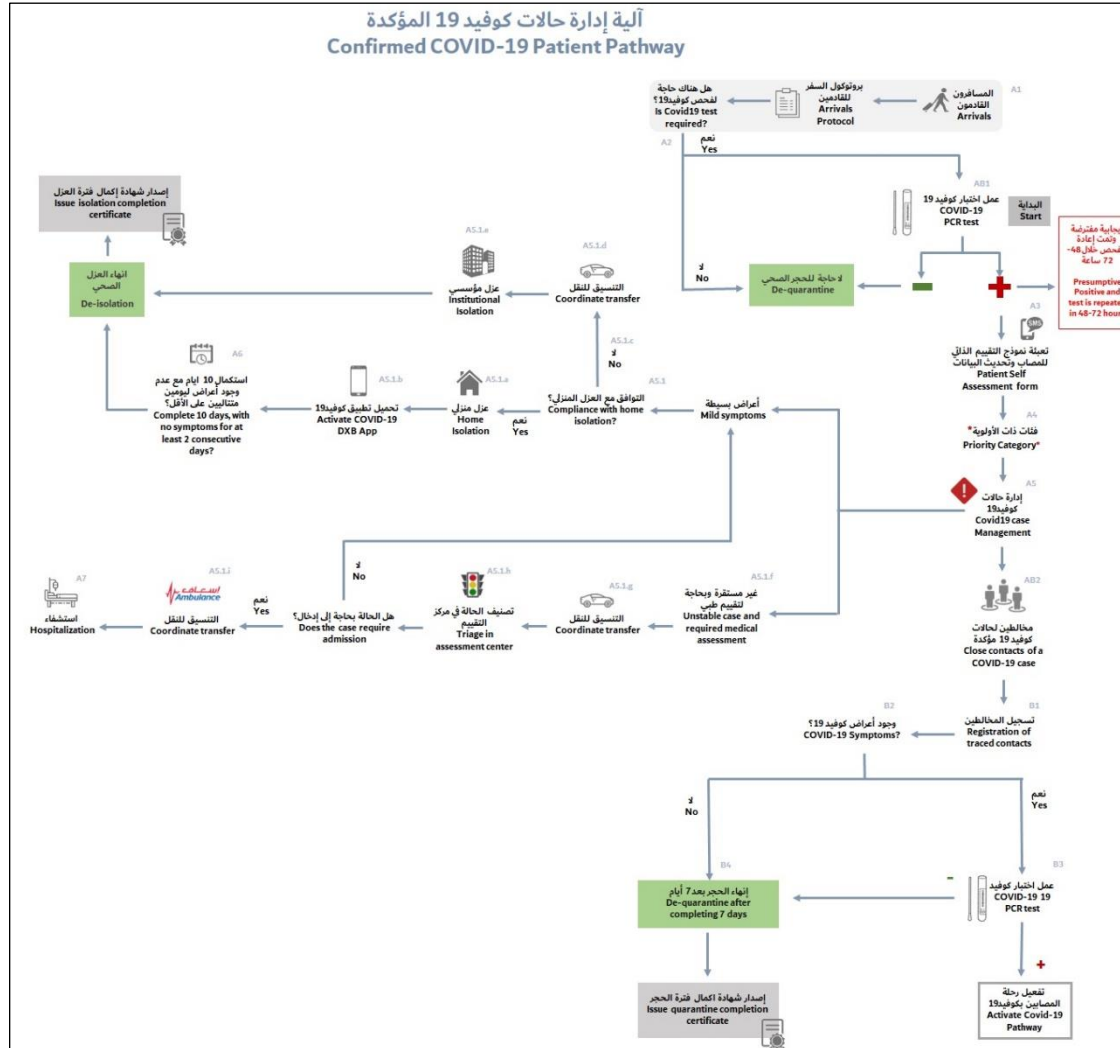 آلية إدارة حالات كوفيد 19 المؤكدة
Confirmed COVID-19 Patient Pathway
A1
المسافرون
القادمون
Arrivals
بروتوكول السفر
للقادمين
Arrivals
Protocol
هل هناك حاجة
لفحص كوفيد19؟
Is Covid19 test
required?
A2
نعم
Yes
لا
No
AB1
عمل اختبار كوفيد 19
COVID-19
PCR test
البداية
Start
يجابية مفترضة
وتمت إعادة
فحص خلال 48-
72 ساعة
Presumptive
Positive and
test is repeate
in 48-72 hour
لا حاجة للحجر الصحي
De-quarantine
A3
SMS
تعبئة نموذج التقييم الذاتي
للمصاب وتحديث البيانات
Patient Self
Assessment form
A4
فئات ذات الأولوية*
Priority Category*
A5
إدارة حالات
كوفيد19
Covid19 case
Management
إصدار شهادة إكمال فترة العزل
Issue isolation completion
certificate
انهاء العزل
الصحي
De-isolation
A5.1.e
عزل مؤسسي
Institutional
Isolation
A5.1.d
التنسيق للنقل
Coordinate transfer
A5.1.c
لا
No
A5.1
التوافق مع العزل المنزلي؟
Compliance with home
isolation?
نعم
Yes
أعراض بسيطة
Mild symptoms
A5.1.a
عزل منزلي
Home
Isolation
A5.1.b
تحميل تطبيق كوفيد19
Activate COVID-19
DXB App
A6
استكمال 10 ايام مع عدم
وجود أعراض ليومين
متتاليين على الأقل؟
Complete 10 days, with
no symptoms for at
least 2 consecutive
days?
A5.1.f
غير مستقرة وبحاجة
لتقييم طبي
Unstable case and
required medical
assessment
A5.1.g
التنسيق للنقل
Coordinate transfer
A5.1.h
تصنيف الحالة في مركز
التقييم
Triage in
assessment center
هل الحالة بحاجة إلى إدخال؟
Does the case require
admission
لا
No
نعم
Yes
A5.1.i
إسعاف
Ambulance
التنسيق للنقل
Coordinate transfer
A7
استشفاء
Hospitalization
AB2
مخالطين لحالات
كوفيد 19 مؤكدة
Close contacts of a
COVID-19 case
B1
تسجيل المخالطين
Registration of
traced contacts
B2
وجود أعراض كوفيد 19؟
COVID-19 Symptoms?
لا
No
نعم
Yes
B3
عمل اختبار كوفيد
COVID-19 19
PCR test
B4
إنهاء الحجر بعد 7 أيام
De-quarantine after
completing 7 days
إصدار شهادة اكمال فترة الحجر
Issue quarantine completion
certificate
تفعيل رحلة
المصابين بكوفيد19
Activate Covid-19
Pathway